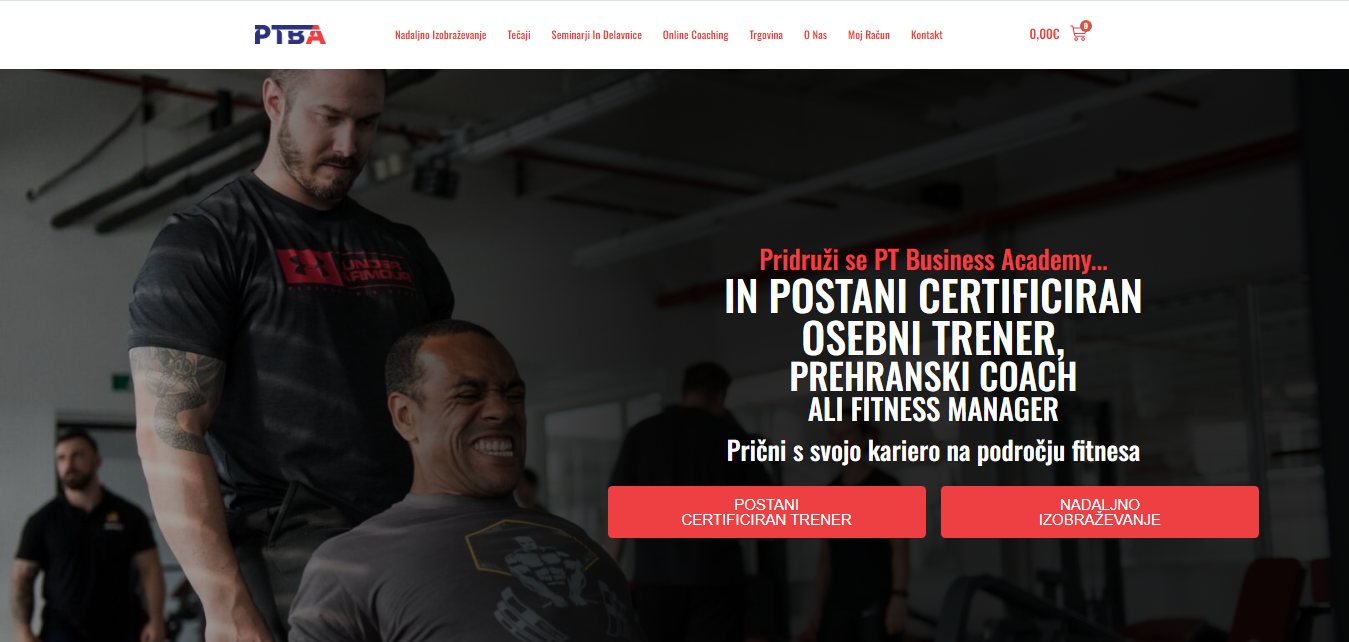 PTBA
Nadaljno Izobraževanje
Tečaji
Seminarji In Delavnice
Online Coaching
Trgovina
O Nas
Moj Račun
Kontakt
0,00€
0
UNDER
ARMOUR
Pridruži se PT Business Academy...
IN POSTANI CERTIFICIRAN
OSEBNI TRENER,
PREHRANSKI COACH
ALI FITNESS MANAGER
Prični s svojo kariero na področju fitnesa
POSTANI
CERTIFICIRAN TRENER
NADALJNO
IZOBRAŽEVANJE